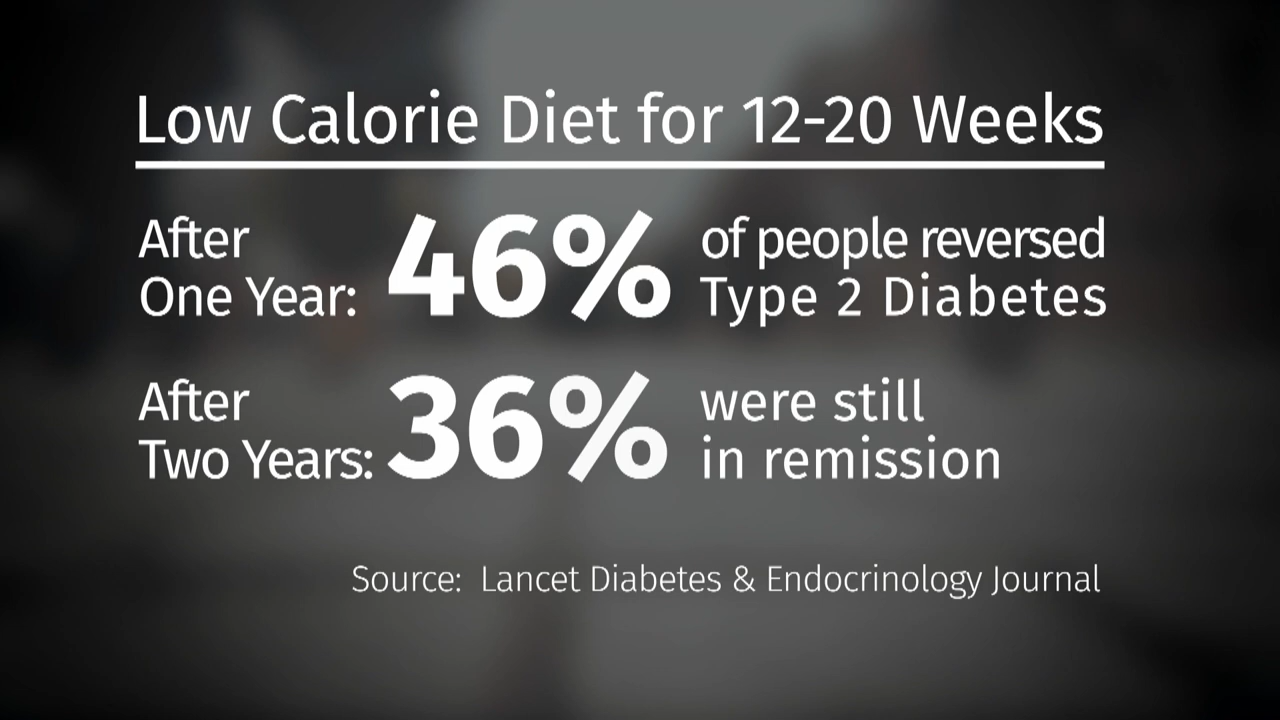 Low Calorie Diet for 12-20 Weeks
After
One Year: 46% of people reversed
Type 2 Diabetes
After
Two Years: 36% were still
in remission
Source: Lancet Diabetes & Endocrinology Journal